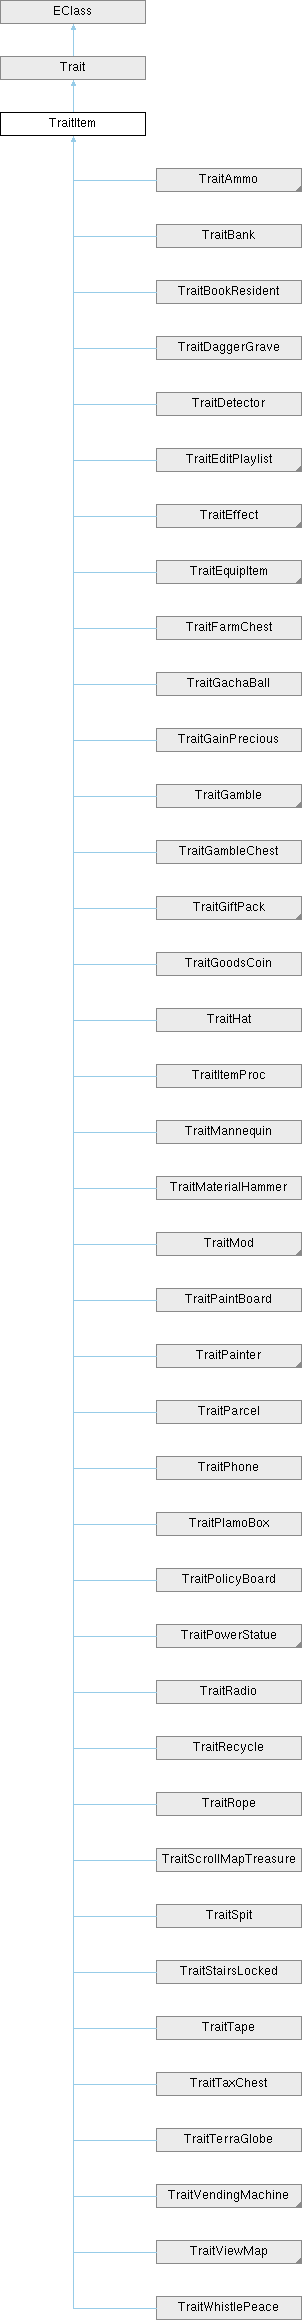 EClass
Trait
TraitItem
TraitAmmo
TraitBank
TraitBookResident
TraitDaggerGrave
TraitDetector
TraitEditPlaylist
TraitEffect
TraitEquipItem
TraitFarmChest
TraitGachaBall
TraitGainPrecious
TraitGamble
TraitGambleChest
TraitGiftPack
TraitGoodsCoin
TraitHat
TraitItemProc
TraitMannequin
TraitMaterialHammer
TraitMod
TraitPaintBoard
TraitPainter
TraitParcel
TraitPhone
TraitPlamoBox
TraitPolicyBoard
TraitPowerStatue
TraitRadio
TraitRecycle
TraitRope
TraitScrollMapTreasure
TraitSpit
TraitStairsLocked
TraitTape
TraitTaxChest
TraitTerraGlobe
TraitVendingMachine
TraitViewMap
TraitWhistlePeace